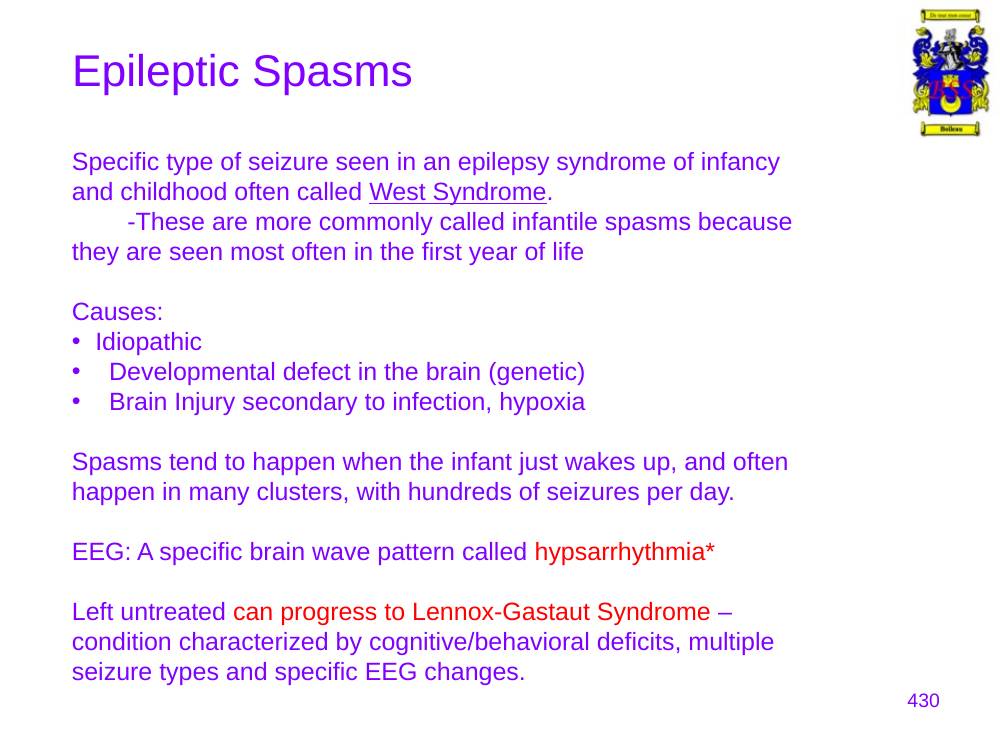 Epileptic Spasms
Specific type of seizure seen in an epilepsy syndrome of infancy
and childhood often called West Syndrome.
-These are more commonly called infantile spasms because
they are seen most often in the first year of life
Causes:
• Idiopathic
• Developmental defect in the brain (genetic)
• Brain Injury secondary to infection, hypoxia
Spasms tend to happen when the infant just wakes up, and often
happen in many clusters, with hundreds of seizures per day.
EEG: A specific brain wave pattern called hypsarrhythmia*
Left untreated can progress to Lennox-Gastaut Syndrome –
condition characterized by cognitive/behavioral deficits, multiple
seizure types and specific EEG changes.
430
Boileau